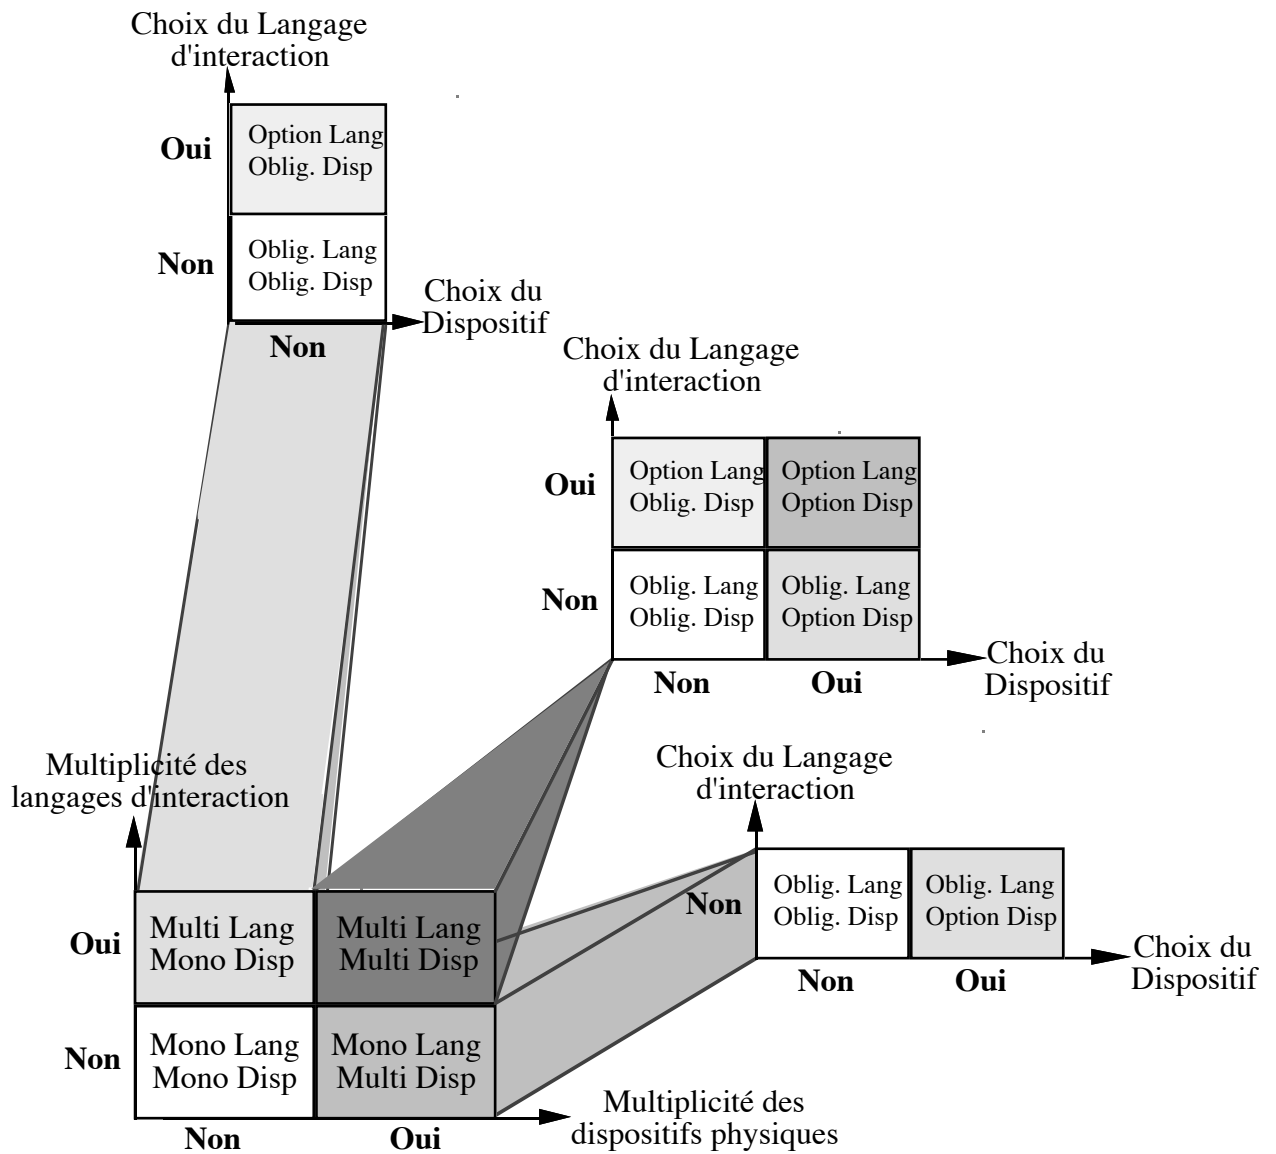 Choix du Langage
d'interaction
Oui
Option Lang
Oblig. Disp
Non
Oblig. Lang
Oblig. Disp
Choix du
Dispositif
Non
Choix du Langage
d'interaction
Oui
Option Lang
Oblig. Disp
Option Lang
Option Disp
Non
Oblig. Lang
Oblig. Disp
Oblig. Lang
Option Disp
Choix du
Dispositif
Non
Oui
Choix du Langage
d'interaction
Non
Oblig. Lang
Oblig. Disp
Oblig. Lang
Option Disp
Choix du
Dispositif
Non
Oui
Multiplicité des
langages d'interaction
Oui
Multi Lang
Mono Disp
Multi Lang
Multi Disp
Non
Mono Lang
Mono Disp
Mono Lang
Multi Disp
Non
Oui
Multiplicité des
dispositifs physiques